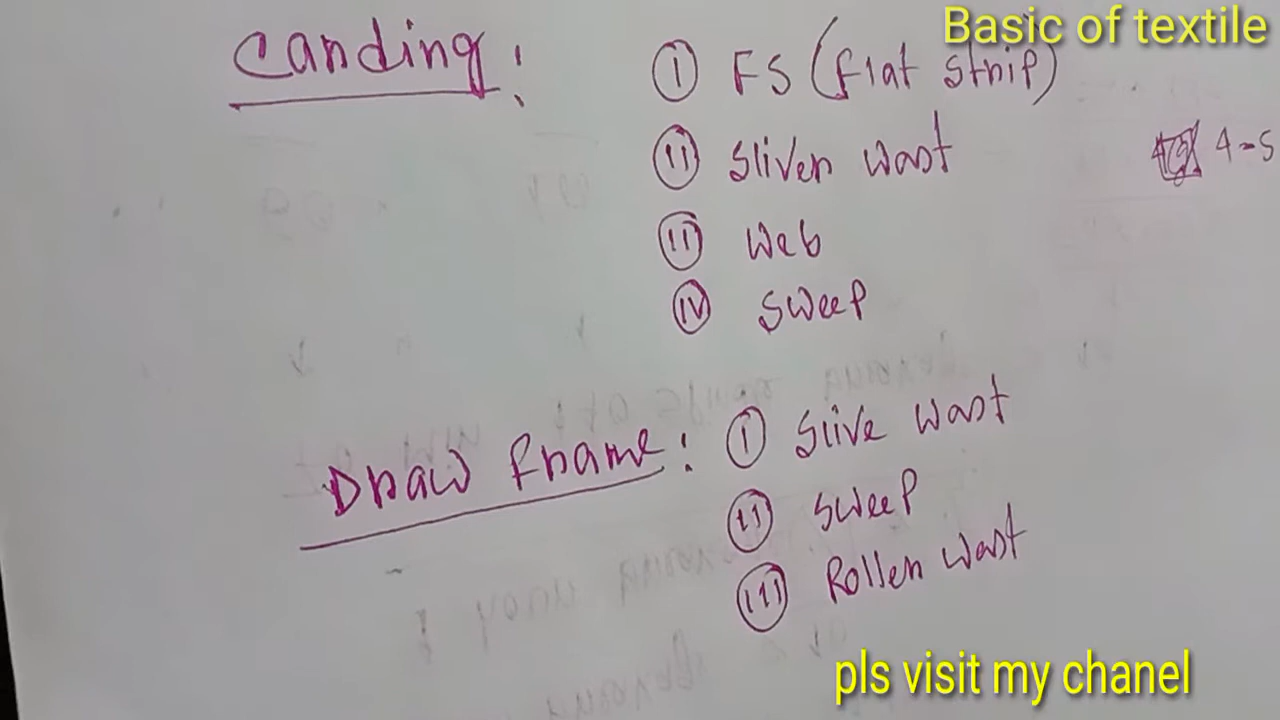 Basic of textile
Carding: (i) FS (flat strip)
(ii) Sliver wast
4-5
(ii) Web
(iv) Sweep
Draw frame: (i) Slive wast
(ii) Sweep
(iii) Roller wast
pls visit my chanel